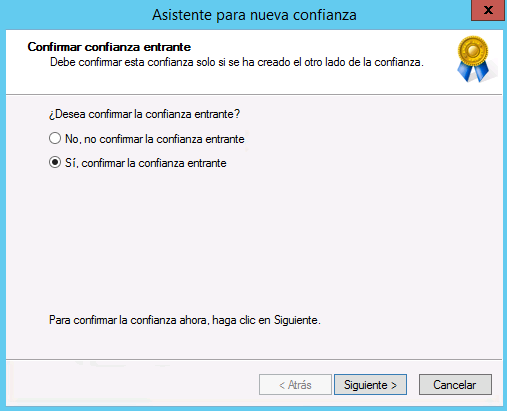 Asistente para nueva confianza
x
Confirmar confianza entrante
Debe confirmar esta confianza solo si se ha creado el otro lado de la confianza.
¿Desea confirmar la confianza entrante?
No, no confirmar la confianza entrante
Sí, confirmar la confianza entrante
Para confirmar la confianza ahora, haga clic en Siguiente.
< Atrás Siguiente > Cancelar